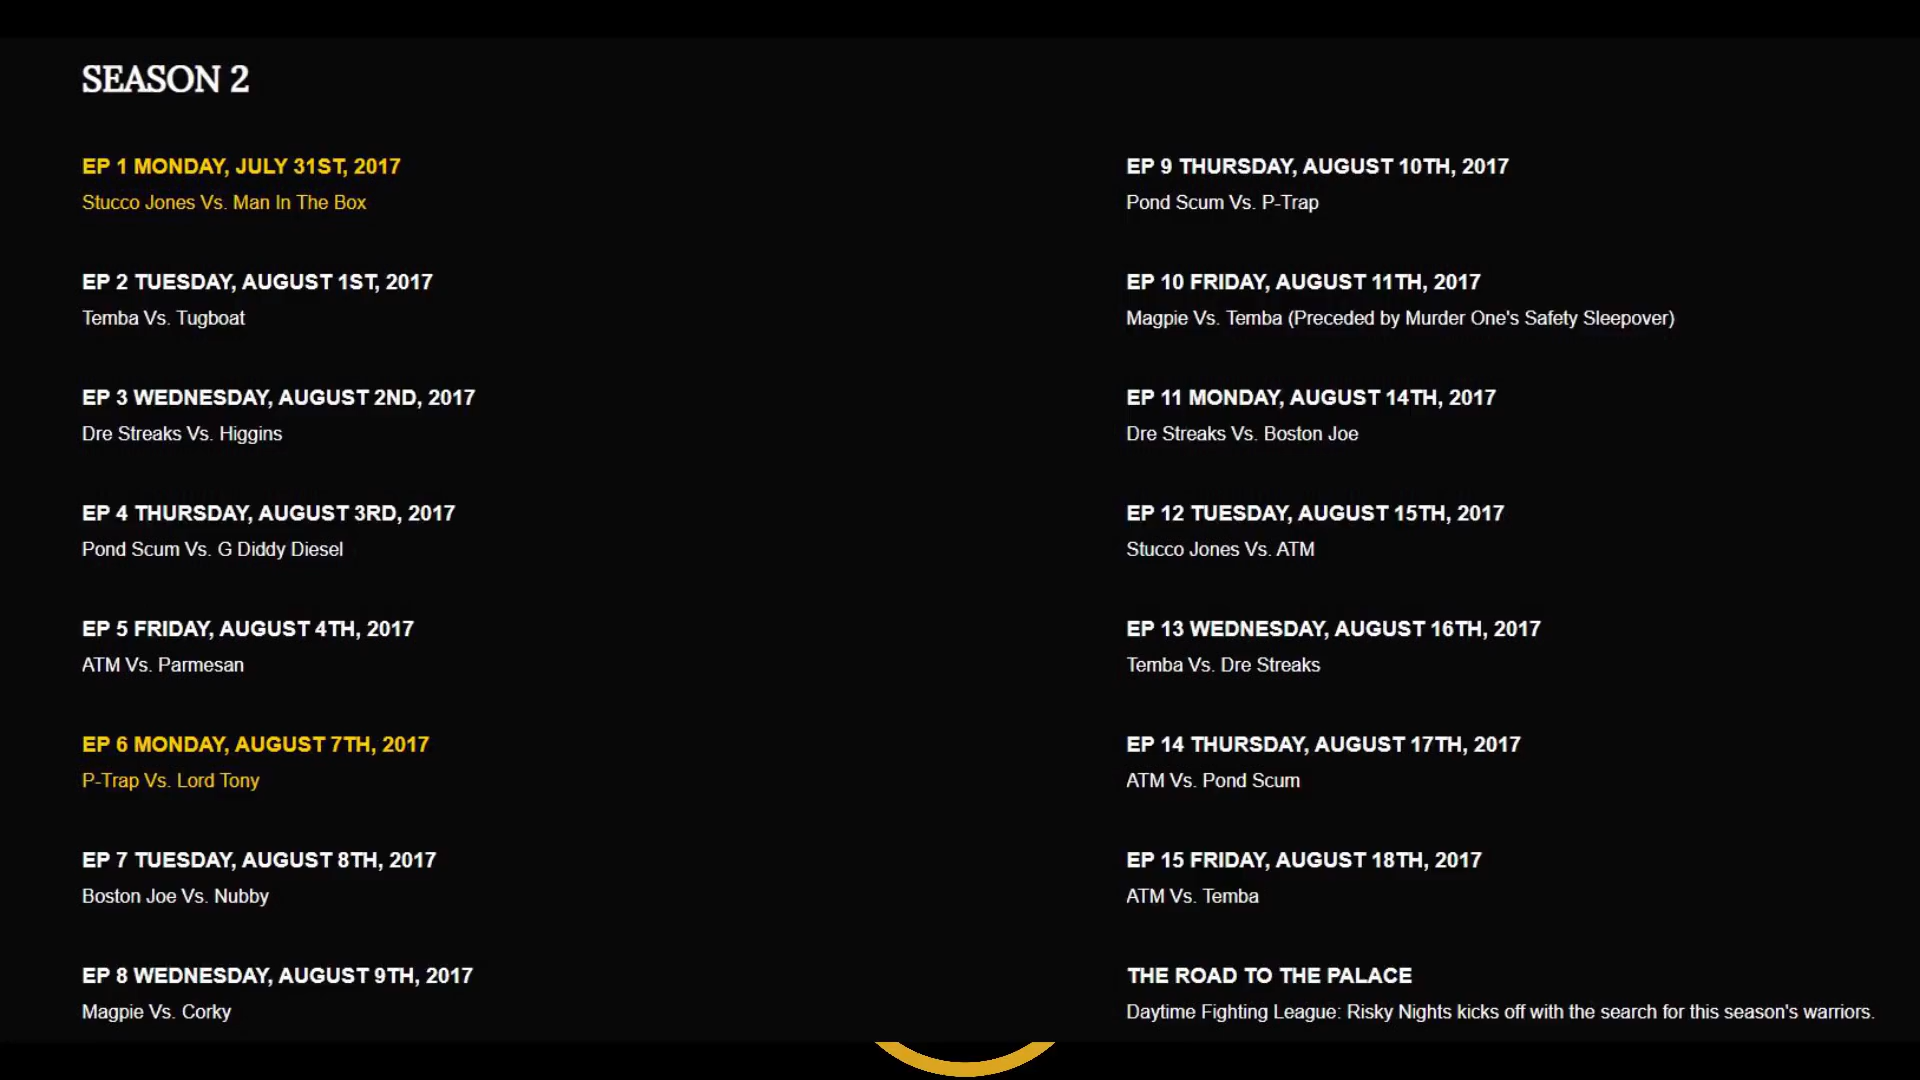 SEASON 2
EP 1 MONDAY, JULY 31ST, 2017
Stucco Jones Vs. Man In The Box
EP 2 TUESDAY, AUGUST 1ST, 2017
Temba Vs. Tugboat
EP 3 WEDNESDAY, AUGUST 2ND, 2017
Dre Streaks Vs. Higgins
EP 4 THURSDAY, AUGUST 3RD, 2017
Pond Scum Vs. G Diddy Diesel
EP 5 FRIDAY, AUGUST 4TH, 2017
ATM Vs. Parmesan
EP 6 MONDAY, AUGUST 7TH, 2017
P-Trap Vs. Lord Tony
EP 7 TUESDAY, AUGUST 8TH, 2017
Boston Joe Vs. Nubby
EP 8 WEDNESDAY, AUGUST 9TH, 2017
Magpie Vs. Corky
EP 9 THURSDAY, AUGUST 10TH, 2017
Pond Scum Vs. P-Trap
EP 10 FRIDAY, AUGUST 11TH, 2017
Magpie Vs. Temba (Preceded by Murder One's Safety Sleepover)
EP 11 MONDAY, AUGUST 14TH, 2017
Dre Streaks Vs. Boston Joe
EP 12 TUESDAY, AUGUST 15TH, 2017
Stucco Jones Vs. ATM
EP 13 WEDNESDAY, AUGUST 16TH, 2017
Temba Vs. Dre Streaks
EP 14 THURSDAY, AUGUST 17TH, 2017
ATM Vs. Pond Scum
EP 15 FRIDAY, AUGUST 18TH, 2017
ATM Vs. Temba
THE ROAD TO THE PALACE
Daytime Fighting League: Risky Nights kicks off with the search for this season's warriors.